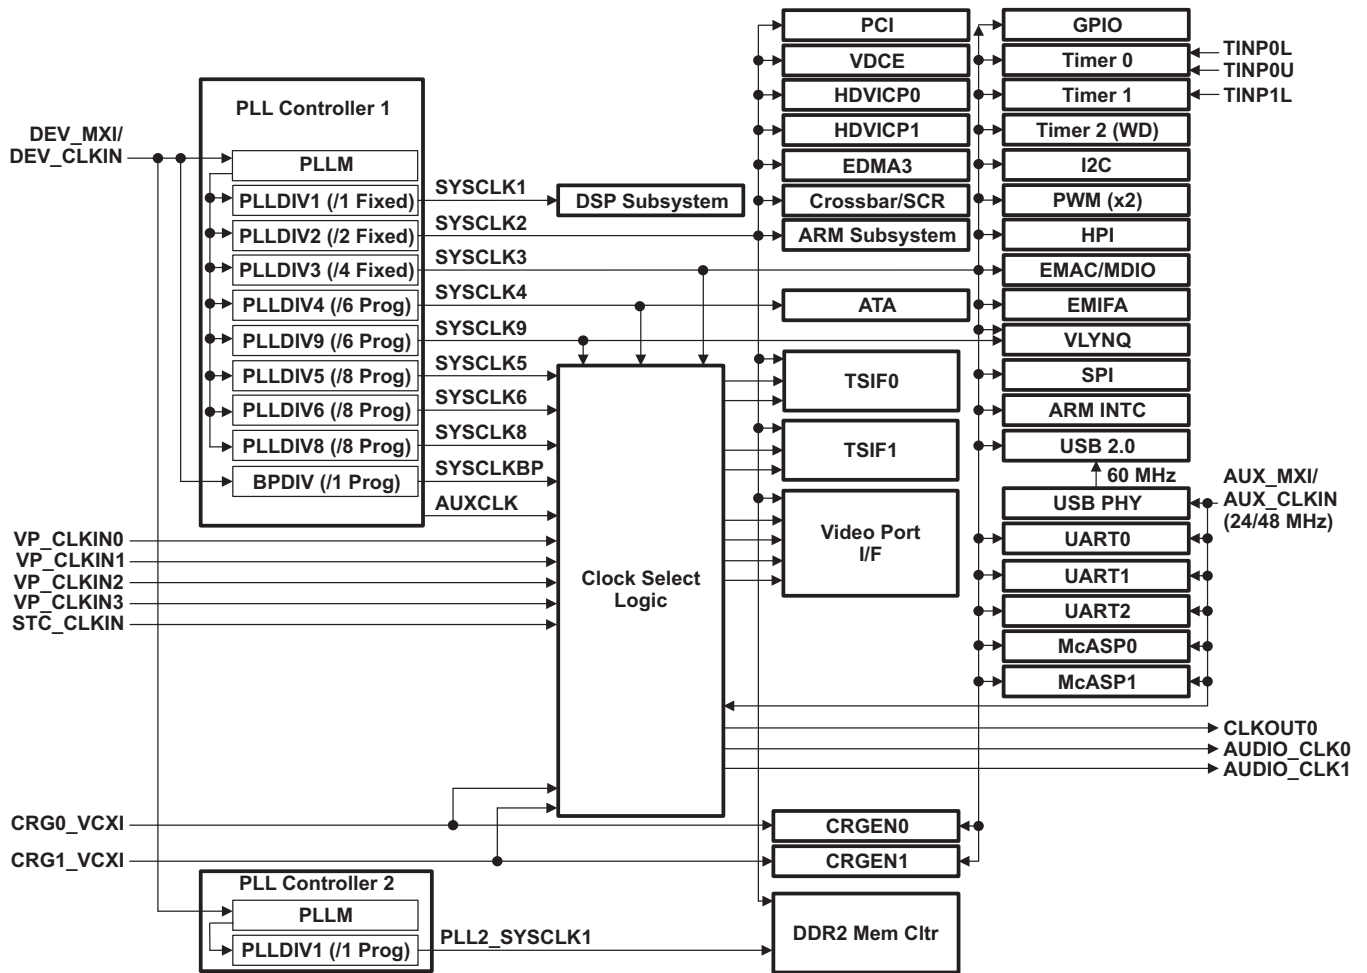 PCI
VDCE
HDVICP0
HDVICP1
EDMA3
Crossbar/SCR
ARM Subsystem
ATA
TSIF0
TSIF1
Video Port
I/F
GPIO
Timer 0
Timer 1
Timer 2 (WD)
I2C
PWM (x2)
HPI
EMAC/MDIO
EMIFA
VLYNQ
SPI
ARM INTC
USB 2.0
60 MHz
USB PHY
UART0
UART1
UART2
McASP0
McASP1
TINP0L
TINP0U
TINP1L
AUX_MXI/
AUX_CLKIN
(24/48 MHz)
CLKOUT0
AUDIO_CLK0
AUDIO_CLK1
DEV_MXI/
DEV_CLKIN
PLL Controller 1
PLLM
PLLDIV1 (/1 Fixed)
PLLDIV2 (/2 Fixed)
PLLDIV3 (/4 Fixed)
PLLDIV4 (/6 Prog)
PLLDIV9 (/6 Prog)
PLLDIV5 (/8 Prog)
PLLDIV6 (/8 Prog)
PLLDIV8 (/8 Prog)
BPDIV (/1 Prog)
SYSCLK1
SYSCLK2
SYSCLK3
SYSCLK4
SYSCLK9
SYSCLK5
SYSCLK6
SYSCLK8
SYSCLKBP
AUXCLK
DSP Subsystem
Clock Select
Logic
VP_CLKIN0
VP_CLKIN1
VP_CLKIN2
VP_CLKIN3
STC_CLKIN
CRG0_VCXI
CRG1_VCXI
CRGEN0
CRGEN1
PLL Controller 2
PLLM
PLLDIV1 (/1 Prog)
PLL2_SYSCLK1
DDR2 Mem Cltr